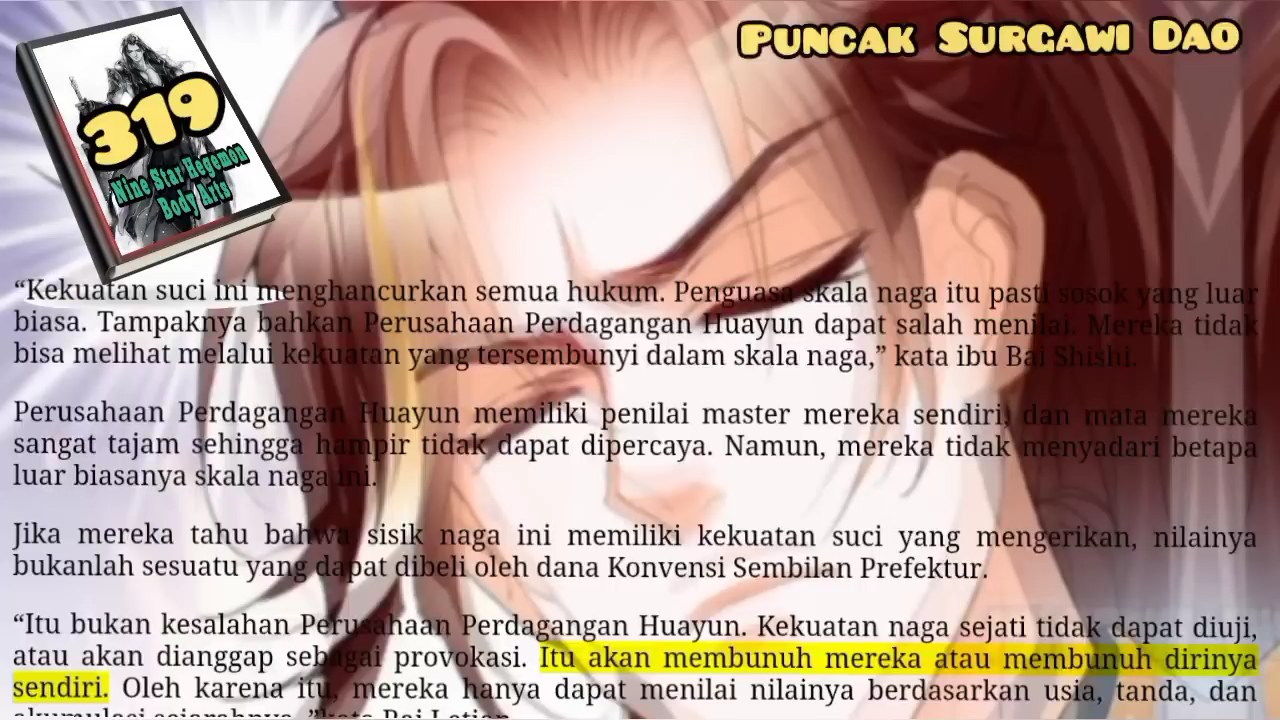 PUNCAK SURGAWI DAO
319
Nine Star Hegemon
Body Arts
“Kekuatan suci ini menghancurkan semua hukum. Penguasa skala naga itu pasti sosok yang luar
biasa. Tampaknya bahkan Perusahaan Perdagangan Huayun dapat salah menilai. Mereka tidak
bisa melihat melalui kekuatan yang tersembunyi dalam skala naga,” kata ibu Bai Shishi.
Perusahaan Perdagangan Huayun memiliki penilai master mereka sendiri, dan mata mereka
sangat tajam sehingga hampir tidak dapat dipercaya. Namun, mereka tidak menyadari betapa
luar biasanya skala naga ini.
Jika mereka tahu bahwa sisik naga ini memiliki kekuatan suci yang mengerikan, nilainya
bukanlah sesuatu yang dapat dibeli oleh dana Konvensi Sembilan Prefektur.
“Itu bukan kesalahan Perusahaan Perdagangan Huayun. Kekuatan naga sejati tidak dapat diuji,
atau akan dianggap sebagai provokasi. Itu akan membunuh mereka atau membunuh dirinya
sendiri. Oleh karena itu, mereka hanya dapat menilai nilainya berdasarkan usia, tanda, dan